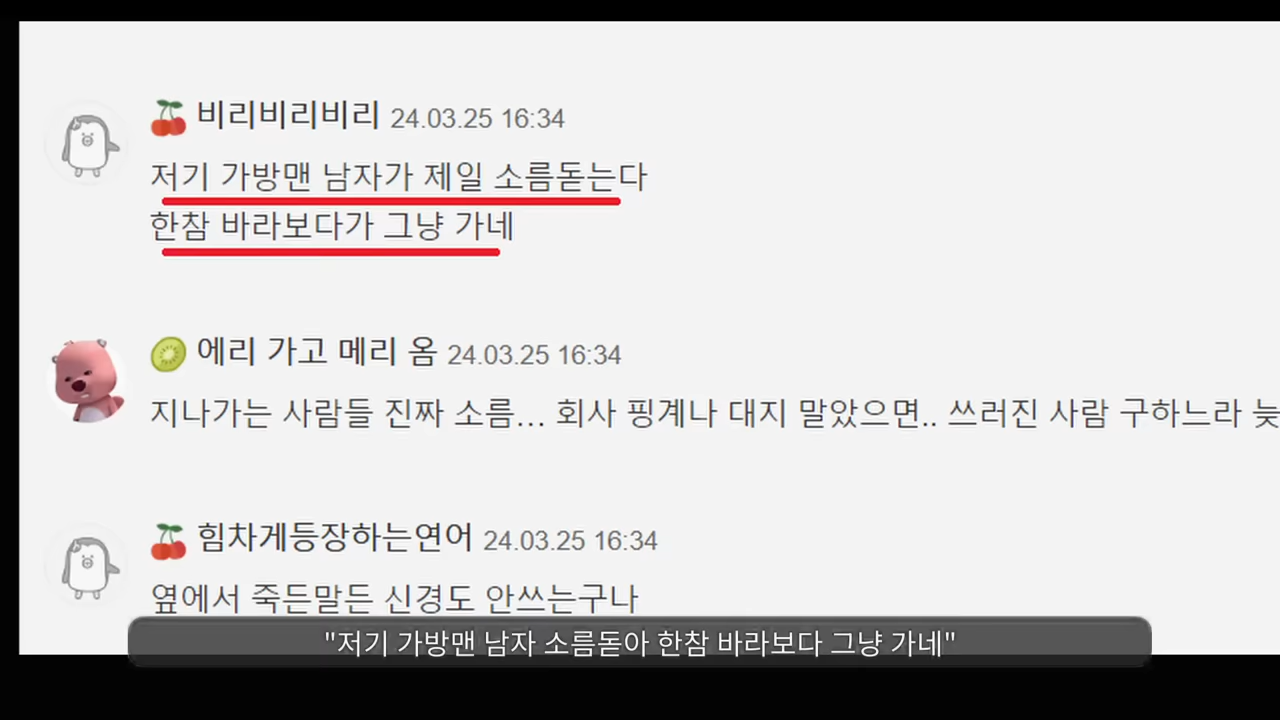 비리비리비리 24.03.25 16:34
저기 가방맨 남자가 제일 소름돋는다
한참 바라보다가 그냥 가네
에리 가고 메리 옴 24.03.25 16:34
지나가는 사람들 진짜 소름... 회사 핑계나 대지 말았으면.. 쓰러진 사람 구하느라 늦
힘차게등장하는연어 24.03.25 16:34
옆에서 죽든말든 신경도 안쓰는구나
"저기 가방맨 남자 소름돋아 한참 바라보다 그냥 가네"